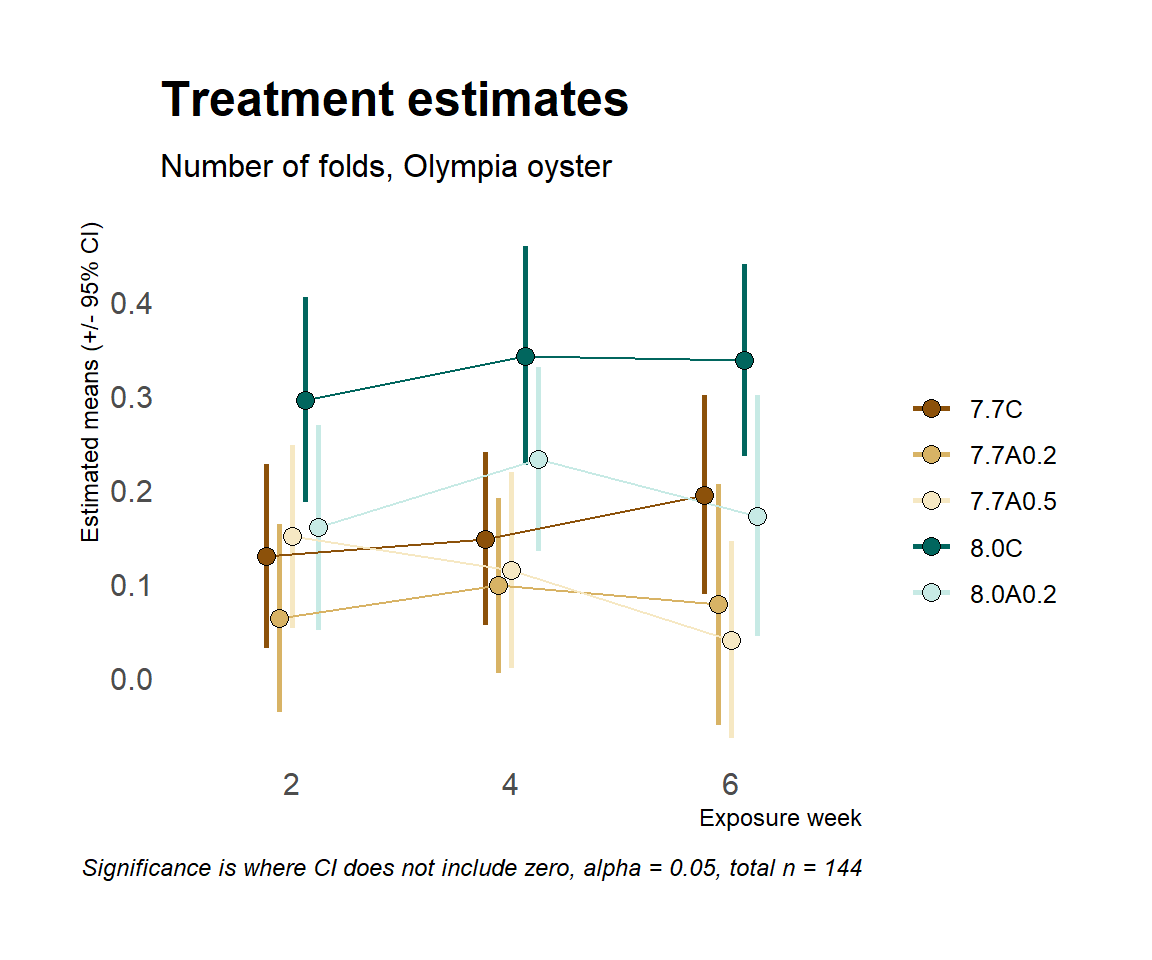 Treatment estimates
Number of folds, Olympia oyster
Estimated means (+/- 95% CI)
0.4
0.3
0.2
0.1
0.0
2 4 6
Exposure week
7.7C
7.7A0.2
7.7A0.5
8.0C
8.0A0.2
Significance is where CI does not include zero, alpha = 0.05, total n = 144